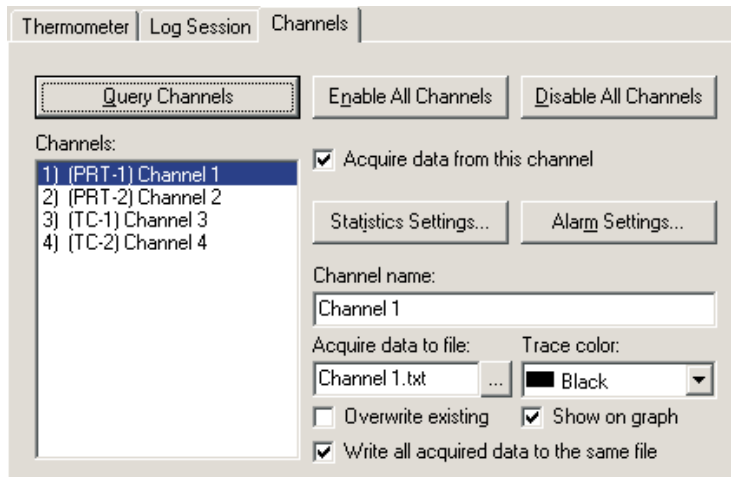 Thermometer Log Session Channels
Query Channels Enable All Channels Disable All Channels
Channels:
1) (PRT-1) Channel 1
2) (PRT-2) Channel 2
3) (TC-1) Channel 3
4) (TC-2) Channel 4
Acquire data from this channel
Statistics Settings... Alarm Settings...
Channel name:
Channel 1
Acquire data to file: Trace color:
Channel 1.txt ... Black
Overwrite existing Show on graph
Write all acquired data to the same file